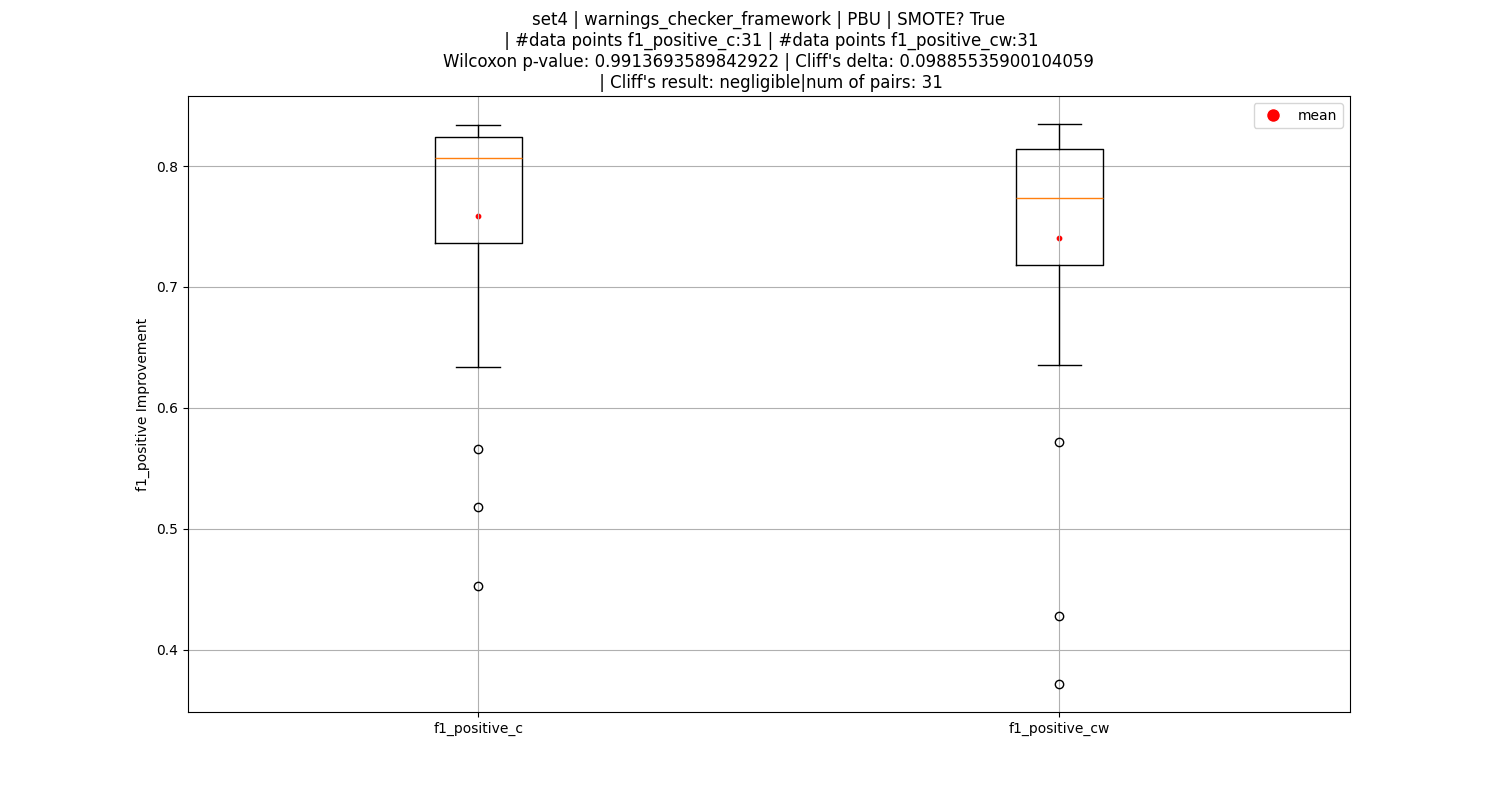 set4 | warnings_checker_framework | PBU | SMOTE? True
| #data points f1_positive_c:31 | #data points f1_positive_cw:31
Wilcoxon p-value: 0.9913693589842922 | Cliff's delta: 0.09885535900104059
| Cliff's result: negligible|num of pairs: 31
mean
0.8
0.7
0.6
0.5
0.4
f1_positive Improvement
f1_positive_c
f1_positive_cw